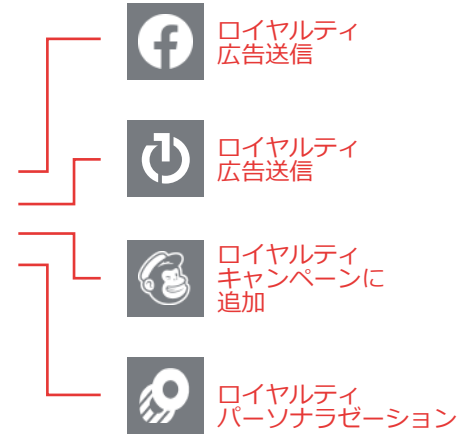 ロイヤルティ
広告送信
ロイヤルティ
広告送信
ロイヤルティ
キャンペーンに
追加
ロイヤルティ
パーソナラゼーション